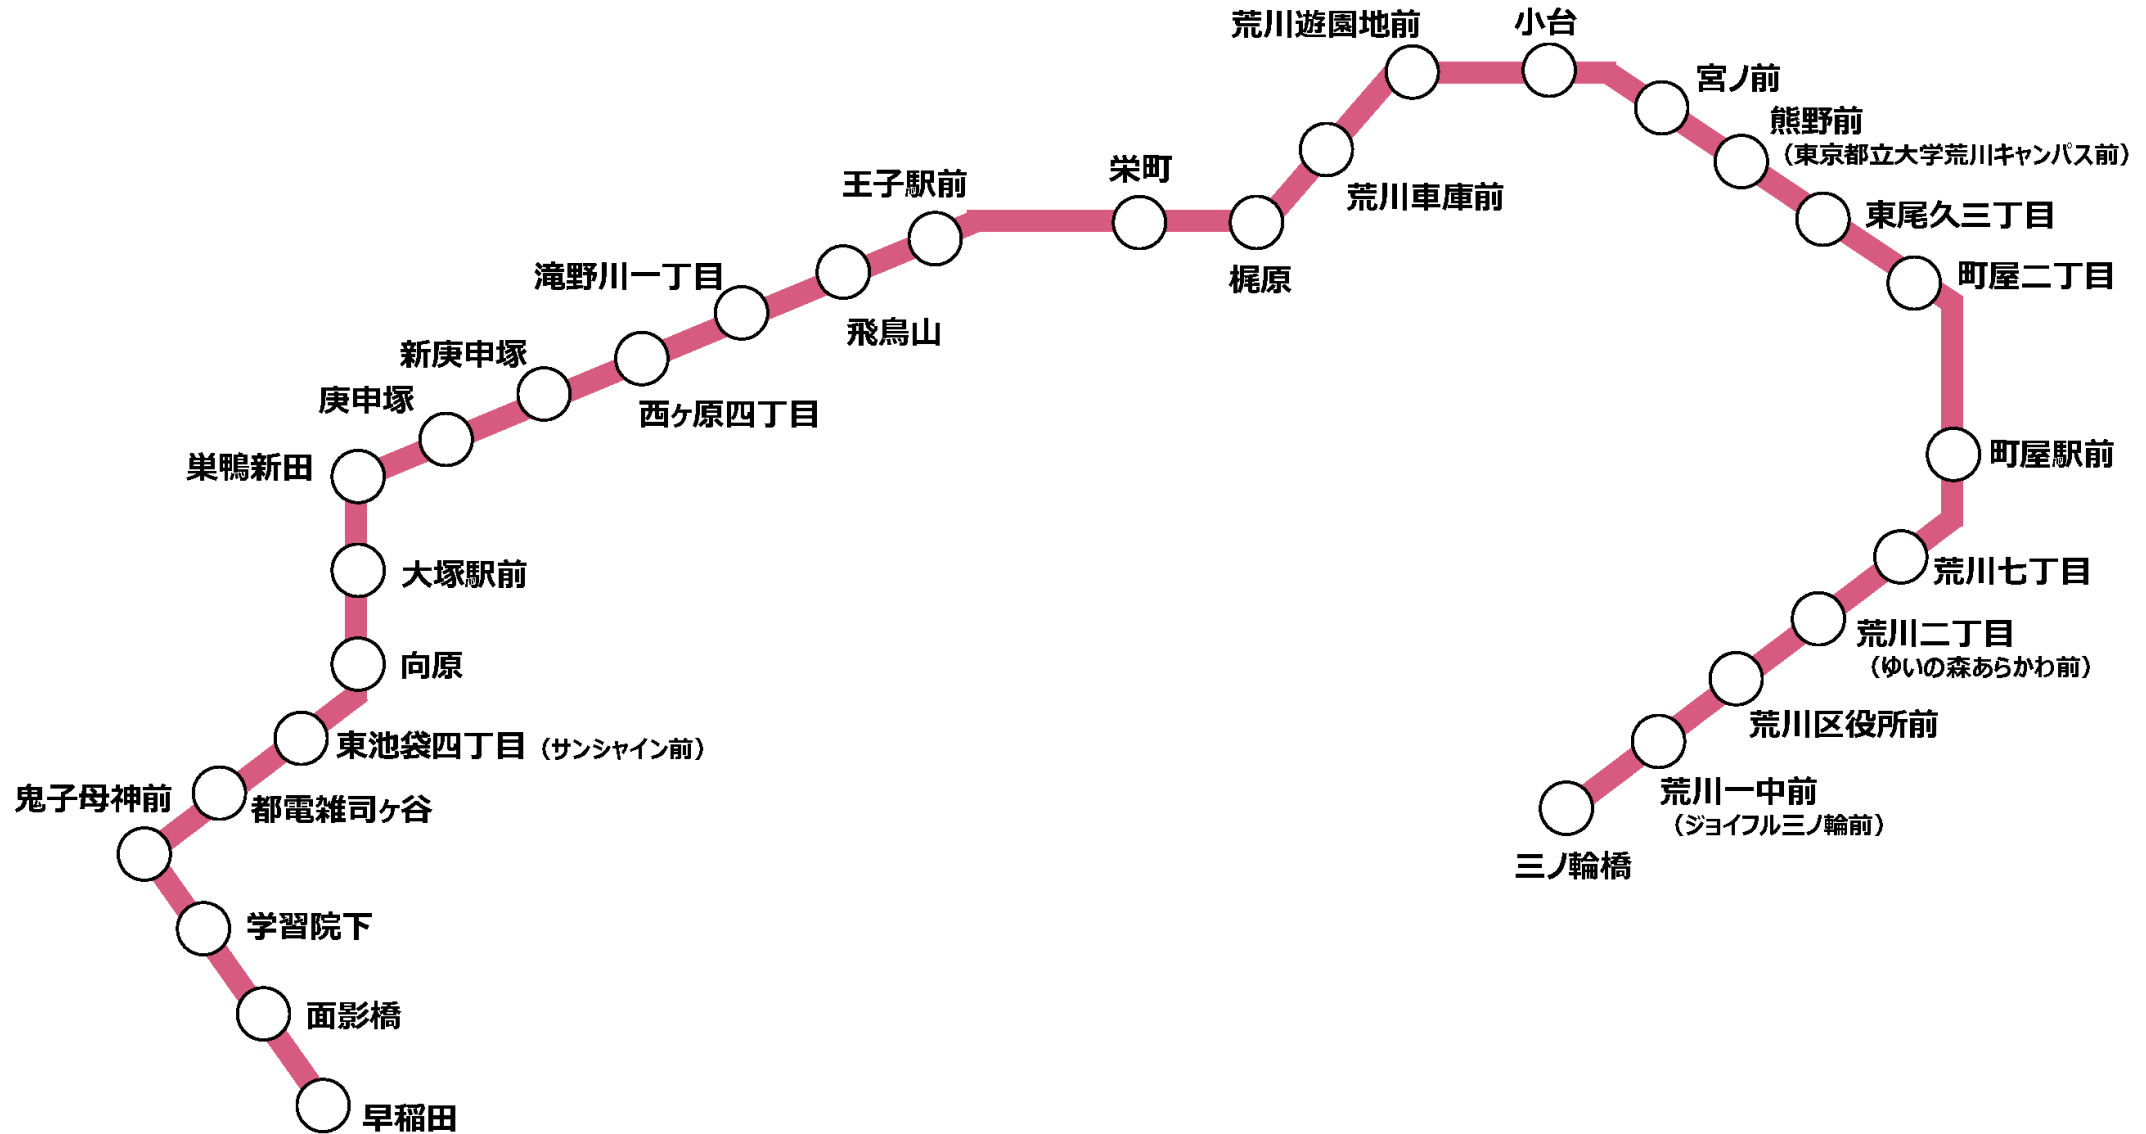 荒川遊園地前
小台
宮ノ前
熊野前
（東京都立大学荒川キャンパス前）
東尾久三丁目
町屋二丁目
町屋駅前
荒川七丁目
荒川二丁目
（ゆいの森あらかわ前）
荒川区役所前
荒川一中前
（ジョイフル三ノ輪前）
三ノ輪橋
荒川車庫前
梶原
栄町
王子駅前
飛鳥山
滝野川一丁目
西ヶ原四丁目
新庚申塚
庚申塚
巣鴨新田
大塚駅前
向原
東池袋四丁目（サンシャイン前）
都電雑司ヶ谷
鬼子母神前
学習院下
面影橋
早稲田